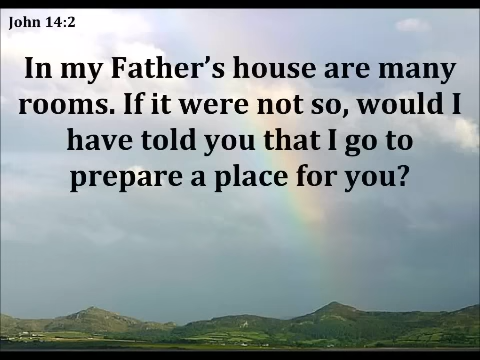 John 14:2
In my Father’s house are many
rooms. If it were not so, would I
have told you that I go to
prepare a place for you?